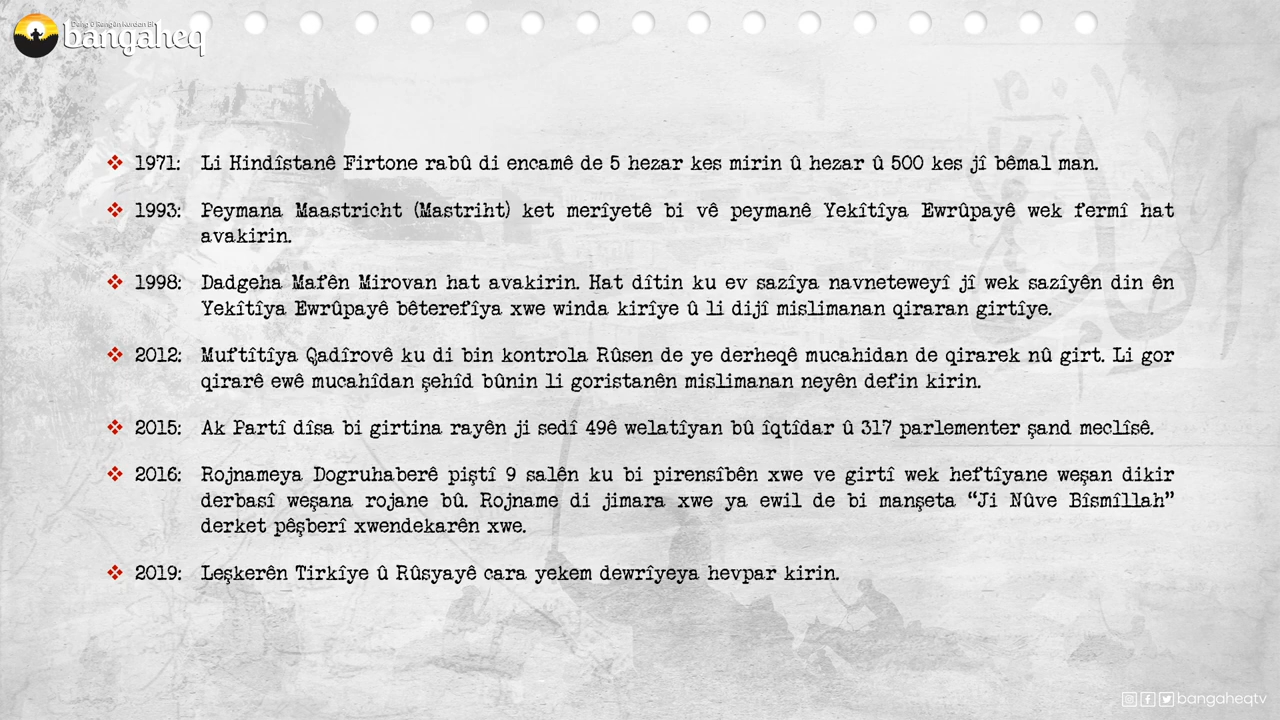 Deng û Rengên Kurdan Bi
bangaheq
❖ 1971: Li Hindîstanê Firtone rabû di encamê de 5 hezar kes mirin û hezar û 500 kes jî bêmal man.
❖ 1993: Peymana Maastricht (Mastriht) ket merîyetê bi vê peymanê Yekîtîya Ewrûpayê wek fermî hat
avakirin.
❖ 1998: Dadgeha Mafên Mirovan hat avakirin. Hat dîtin ku ev sazîya navneteweyî jî wek sazîyên din ên
Yekîtîya Ewrûpayê bêterefîya xwe winda kirîye û li dijî mislimanan qiraran girtîye.
❖ 2012: Muftîtîya Qadîrovê ku di bin kontrola Rûsen de ye derheqê mucahidan de qirarek nû girt. Li gor
qirarê ewê mucahîdan şehîd bûnin li goristanên mislimanan neyên defin kirin.
❖ 2015: Ak Partî dîsa bi girtina rayên ji sedî 49ê welatîyan bû îqtîdar û 317 parlementer şand meclîsê.
❖ 2016: Rojnameya Dogruhaberê piştî 9 salên ku bi pirensîbên xwe ve girtî wek heftîyane weşan dikir
derbasî weşana rojane bû. Rojname di jimara xwe ya ewil de bi manşeta “Ji Nûve Bîsmîllah”
derket pêşberî xwendekarên xwe.
❖ 2019: Leşkerên Tirkîye û Rûsyayê cara yekem dewrîyeya hevpar kirin.
bangaheqtv